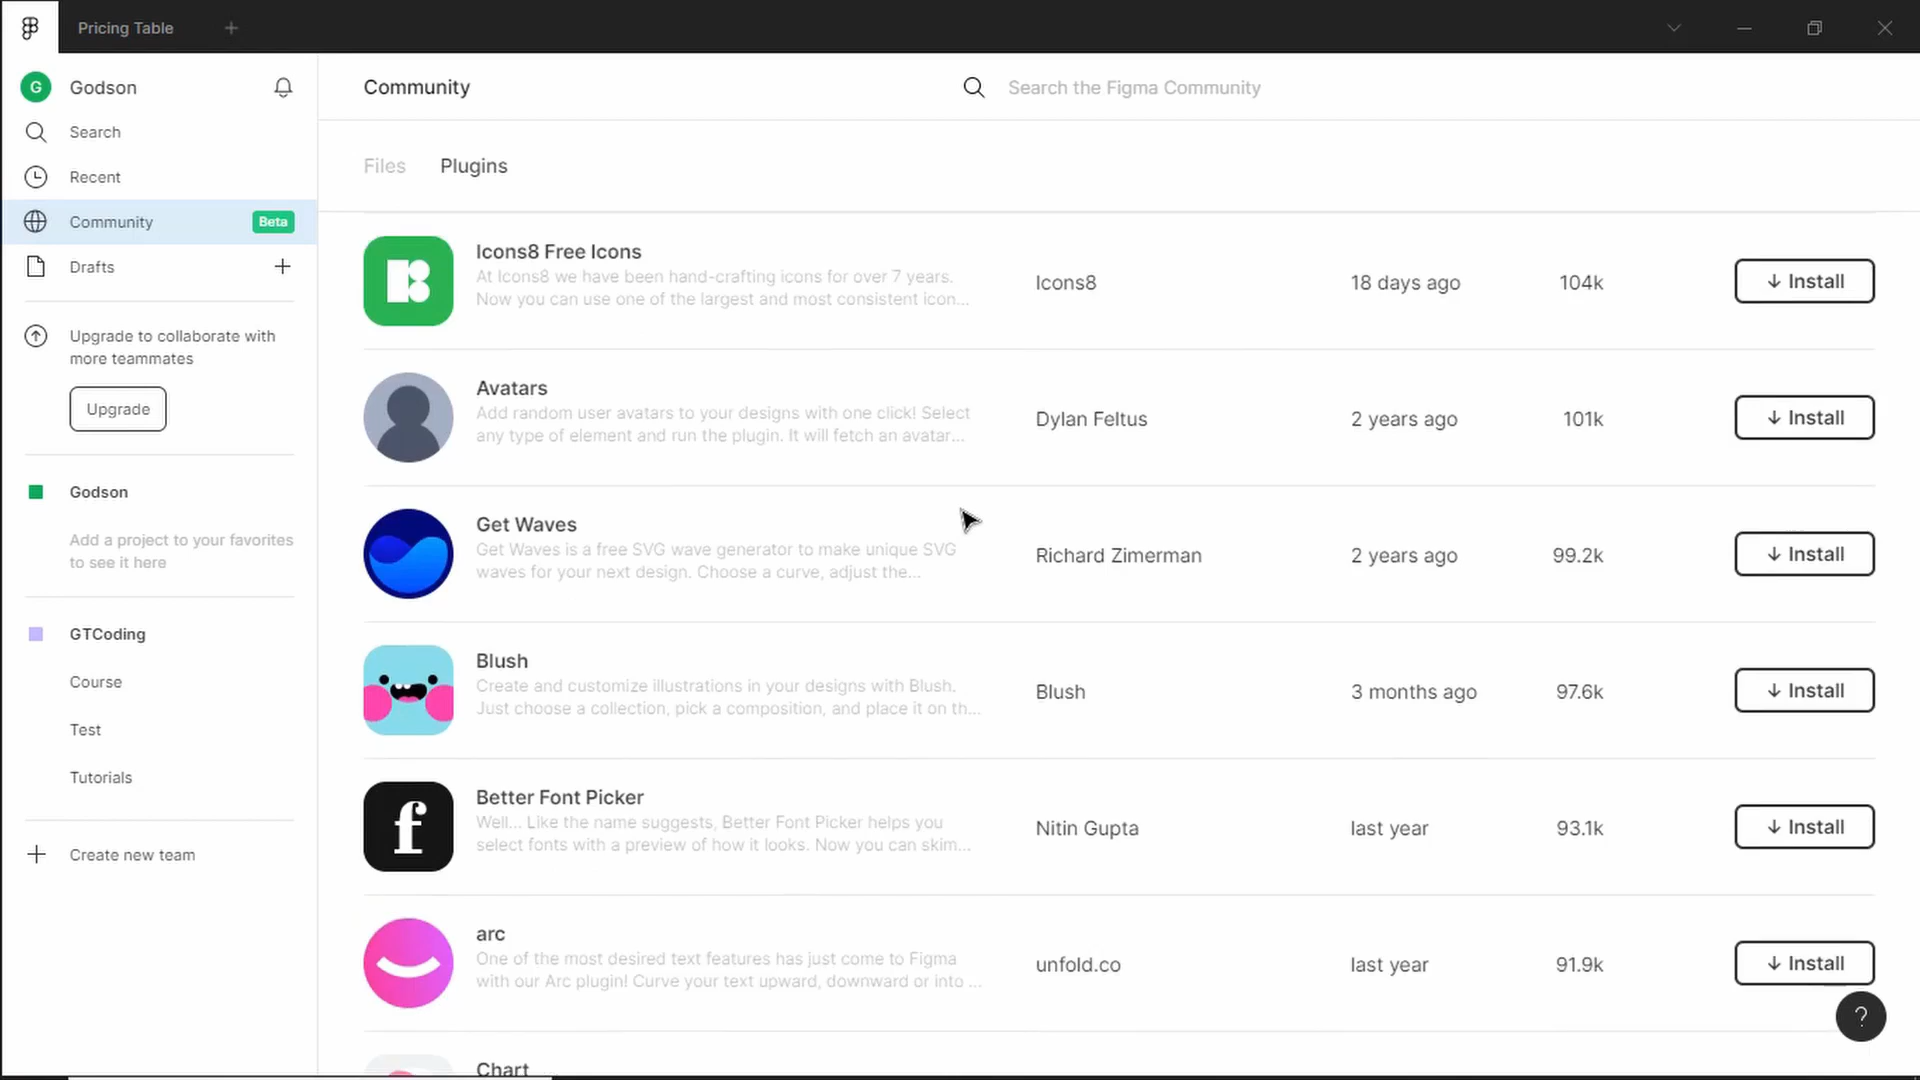 Pricing Table
G Godson
Search
Recent
Community Beta
Drafts
Upgrade to collaborate with
more teammates
Upgrade
Godson
Add a project to your favorites
to see it here
GTCoding
Course
Test
Tutorials
Create new team
Community
Search the Figma Community
Files Plugins
Icons8 Free Icons
At Icons8 we have been hand-crafting icons for over 7 years.
Now you can use one of the largest and most consistent icon...
Icons8 18 days ago 104k Install
Avatars
Add random user avatars to your designs with one click! Select
any type of element and run the plugin. It will fetch an avatar...
Dylan Feltus 2 years ago 101k Install
Get Waves
Get Waves is a free SVG wave generator to make unique SVG
waves for your next design. Choose a curve, adjust the...
Richard Zimerman 2 years ago 99.2k Install
Blush
Create and customize illustrations in your designs with Blush.
Just choose a collection, pick a composition, and place it on th...
Blush 3 months ago 97.6k Install
f
Better Font Picker
Well... Like the name suggests, Better Font Picker helps you
select fonts with a preview of how it looks. Now you can skim...
Nitin Gupta last year 93.1k Install
arc
One of the most desired text features has just come to Figma
with our Arc plugin! Curve your text upward, downward or into ...
unfold.co last year 91.9k Install
?
Chart